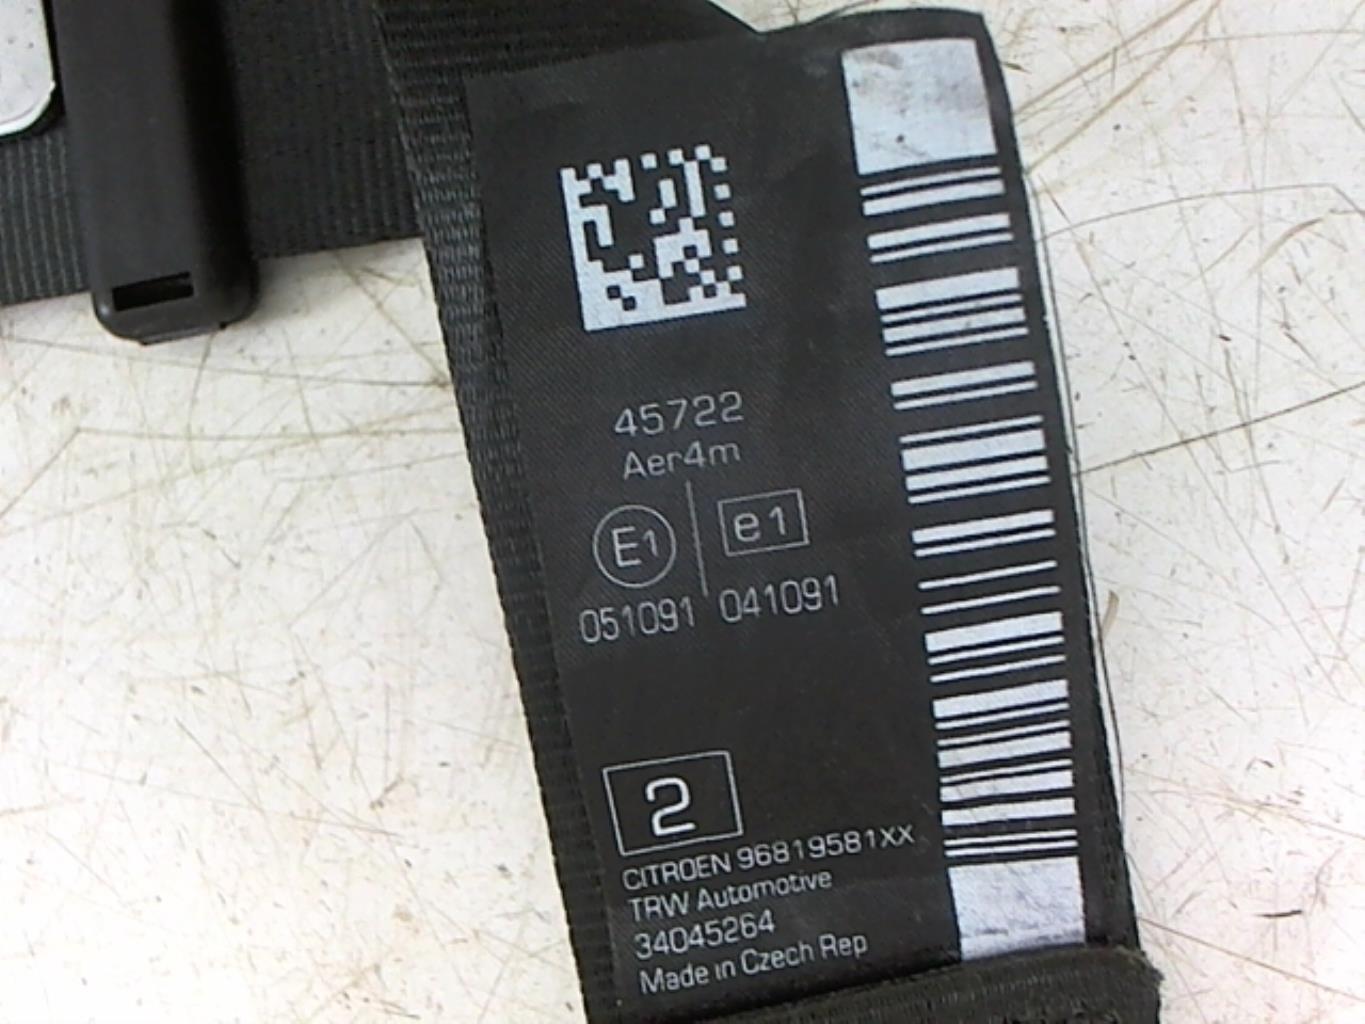 45722
Aer4m
E1 e1
051091 041091
2
CITROEN 96819581XX
TRW Automotive
34045264
Made in Czech Rep